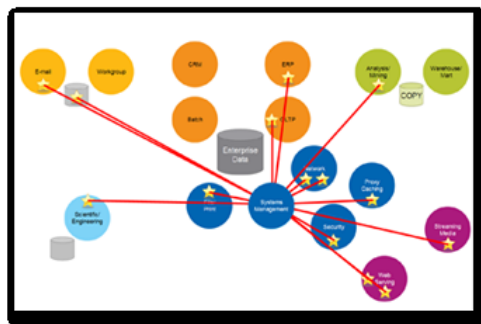 E-mail
Workgroup
CRM
ERP
Analysis/
Mining
Warehouse/
Mart
COPY
Batch
OLTP
Enterprise
Data
Network
Proxy
Caching
Print
Systems
Management
Scientific/
Engineering
Security
Streaming
Media
Web
Serving